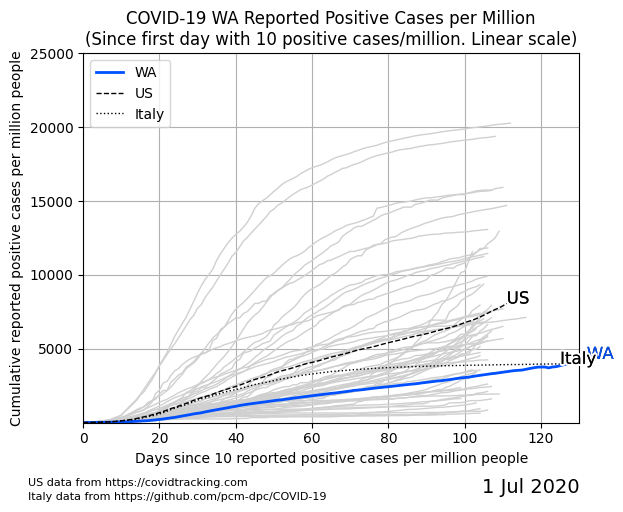 COVID-19 WA Reported Positive Cases per Million
(Since first day with 10 positive cases/million. Linear scale)
Cumulative reported positive cases per million people
25000
20000
15000
10000
5000
WA
US
Italy
US
Italy
WA
0
20
40
60
80
100
120
Days since 10 reported positive cases per million people
US data from https://covidtracking.com
Italy data from https://github.com/pcm-dpc/COVID-19
1 Jul 2020